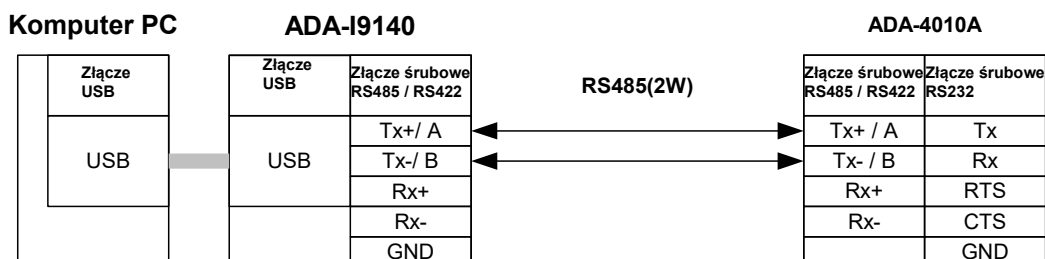 Komputer PC ADA-I9140 ADA-4010A
Złącze Złącze Złącze śrubowe RS485(2W) Złącze śrubowe Złącze śrubowe
USB USB RS485 / RS422 RS485 / RS422 RS232
Tx+/ A Tx+ / A Tx
USB USB Tx-/ B Tx- / B Rx
Rx+ Rx+ RTS
Rx- Rx- CTS
GND GND